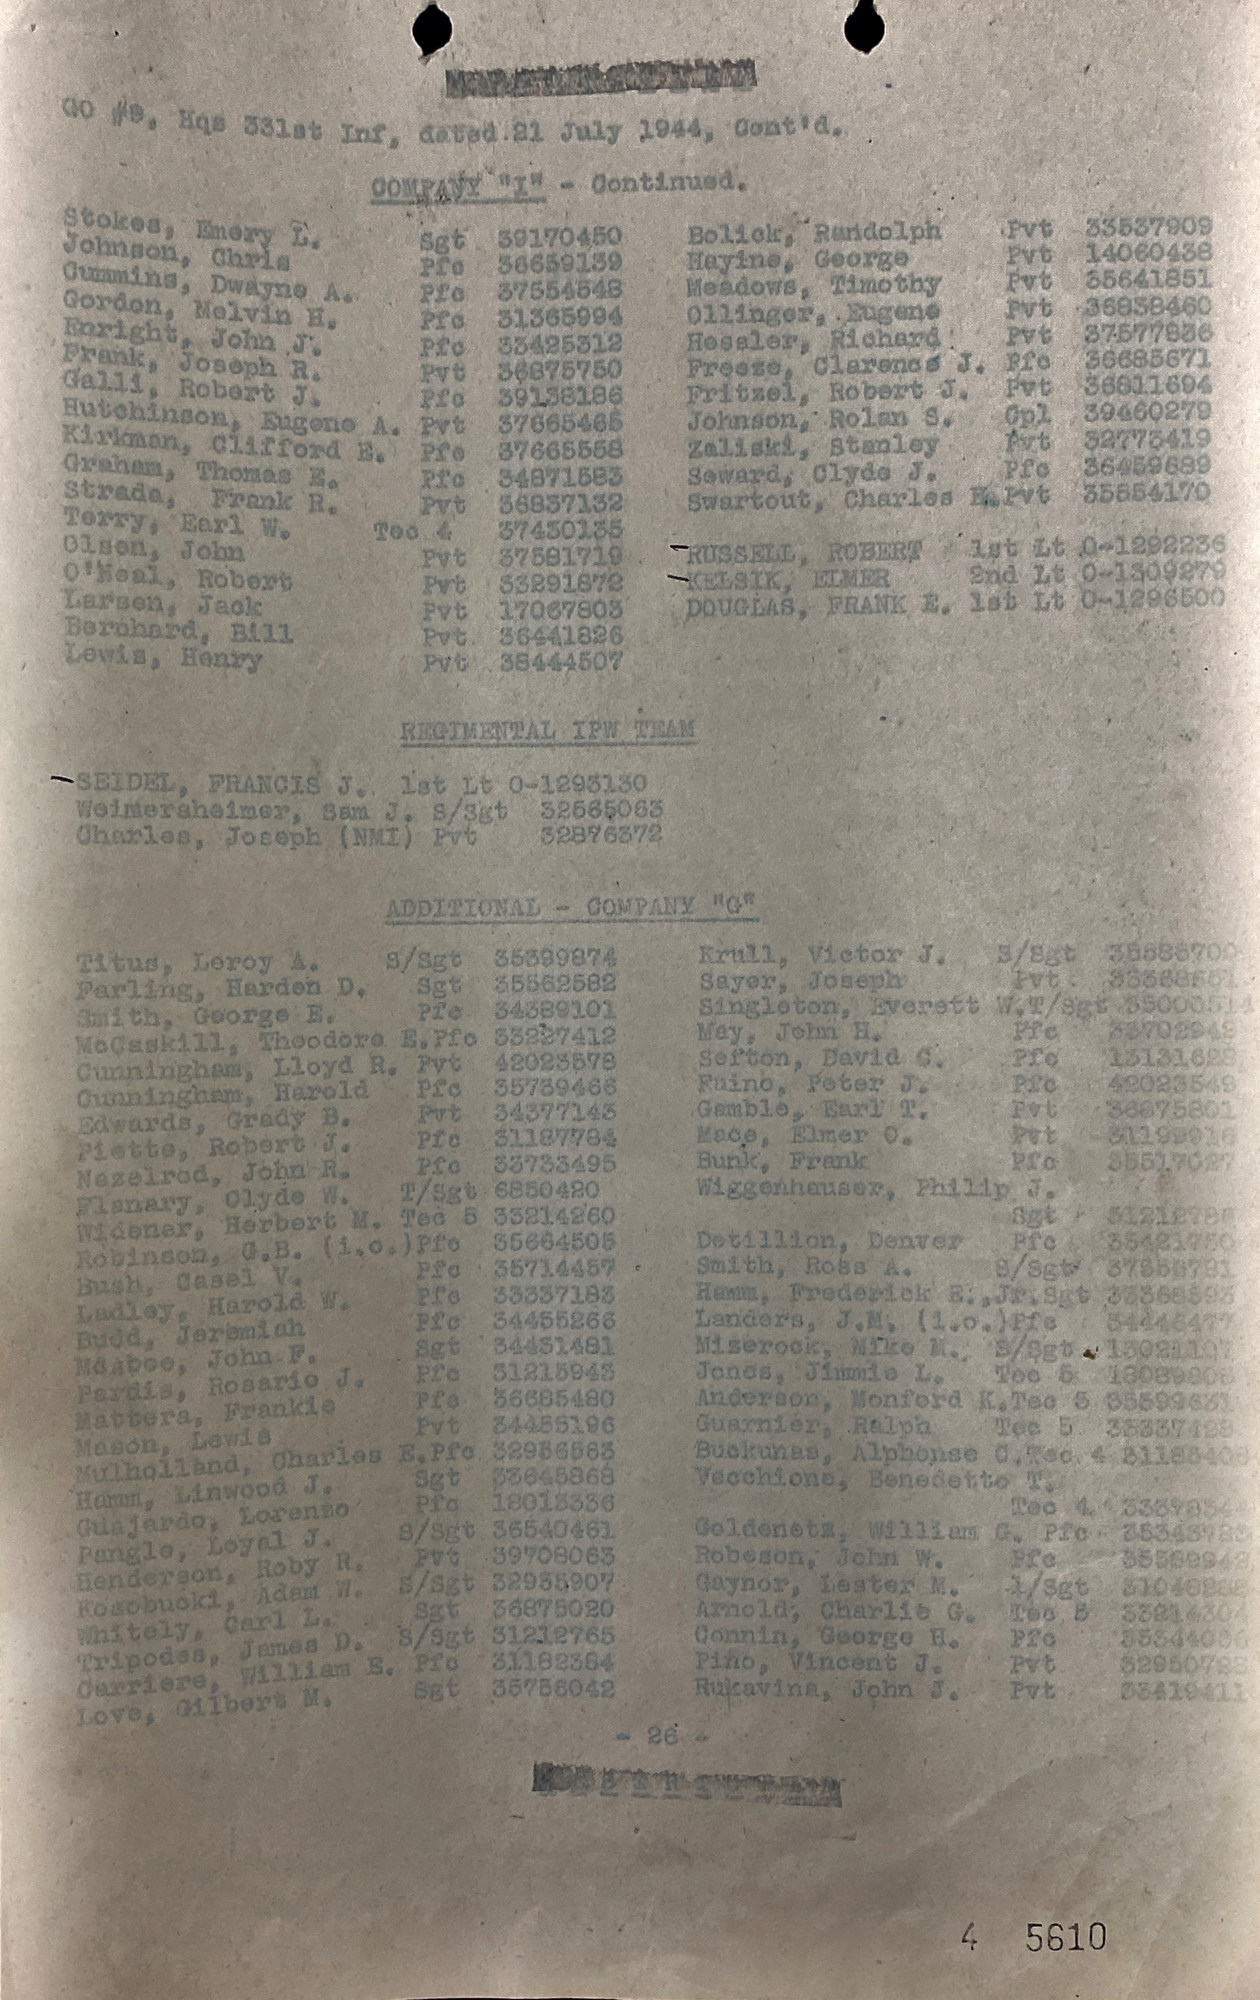 GO #9, Hqs 331st Inf, dated 21 July 1944, Cont'd.
COMPANY "I" - Continued.
Stokes, Emery L. Sgt 39170450
Johnson, Chris Pfc 36659139
Cummins, Dwayne A. Pfc 37554548
Gordon, Melvin H. Pfc 31365994
Enright, John J. Pfc 33425312
Frank, Joseph R. Pvt 36875750
Galli, Robert J. Pfc 39138186
Hutchinson, Eugene A. Pvt 37665465
Kirkman, Clifford E. Pfc 37665558
Graham, Thomas E. Pfc 34871583
Strada, Frank R. Pvt 36837132
Terry, Earl W. Tec 4 37430135
Olsen, John Pvt 37581719
O'Neal, Robert Pvt 33291872
Larsen, Jack Pvt 17067803
Bernhard, Bill Pvt 36441826
Lewis, Henry Pvt 38444507
Bolick, Randolph Pvt 33537909
Hayine, George Pvt 14060438
Meadows, Timothy Pvt 35641851
Ollinger, Eugene Pvt 36838460
Hessler, Richard Pvt 37577836
Freeze, Clarence J. Pfc 36685671
Fritzel, Robert J. Pvt 36811694
Johnson, Rolan S. Cpl 39460279
Zaliski, Stanley Pvt 32773419
Seward, Clyde J. Pfc 36459689
Swartout, Charles E. Pvt 35554170
RUSSELL, ROBERT 1st Lt O-1292236
KELSIK, ELMER 2nd Lt O-1309279
DOUGLAS, FRANK E. 1st Lt O-1296500
REGIMENTAL IPW TEAM
SEIDEL, FRANCIS J. 1st Lt O-1293130
Weimersheimer, Sam J. S/Sgt 32565063
Charles, Joseph (NMI) Pvt 32876372
ADDITIONAL - COMPANY "G"
Titus, Leroy A. S/Sgt 35399874
Farling, Harden D. Sgt 35562582
Smith, George E. Pfc 34389101
McCaskill, Theodore E. Pfc 33227412
Cunningham, Lloyd R. Pvt 42023578
Cunningham, Harold Pfc 35739466
Edwards, Grady B. Pvt 34377143
Piette, Robert J. Pfc 31187784
Nezelrod, John R. Pfc 33733495
Flanary, Clyde W. T/Sgt 6850420
Widener, Herbert M. Tec 5 33214260
Robinson, G.B. (i.o.) Pfc 35664505
Bush, Casel V. Pfc 35714457
Ladley, Harold W. Pfc 33337183
Budd, Jeremiah Pfc 34455266
McAbee, John F. Sgt 34431481
Pardis, Rosario J. Pfc 31215943
Mattera, Frankie Pfc 36685480
Mason, Lewis Pvt 34485196
Mulholland, Charles E. Pfc 32956563
Hamm, Linwood J. Sgt 33645868
Guajardo, Lorenzo Pfc 18013336
Pangle, Loyal J. S/Sgt 36540461
Henderson, Roby R. Pvt 39708063
Kosobucki, Adam W. S/Sgt 32935907
Whitely, Carl L. Sgt 36875020
Tripodes, James D. S/Sgt 31212765
Carriere, William E. Pfc 31182384
Love, Gilbert M. Sgt 35756042
Krull, Victor J. S/Sgt
Sayer, Joseph Pvt
Singleton, Everett W. T/Sgt
Mey, John H. Pfc
Sefton, David C. Pfc
Faino, Peter J. Pfc 42023549
Gamble, Earl T. Pvt 36875801
Mace, Elmer O. Pvt
Bunk, Frank Pfc 35517027
Wiggenhauser, Philip J.
Sgt
Detillion, Denver Pfc
Smith, Ross A. S/Sgt
Hamm, Frederick E., Jr. Sgt
Landers, J.M. (i.o.) Pfc
Mizerock, Mike M. S/Sgt
Jones, Jimmie L. Tec 5
Anderson, Monford K. Tec 5
Guarnier, Ralph Tec 5
Buckunas, Alphonse C. Tec 4
Vecchione, Benedetto T.
Tec 4
Goldenetz, William G. Pfc
Robeson, John W. Pfc
Gaynor, Lester M. 1/Sgt
Arnold, Charlie G. Tec 5
Connin, George H. Pfc
Pino, Vincent J. Pvt
Rukavina, John J. Pvt 33419411
- 26 -
4 5610